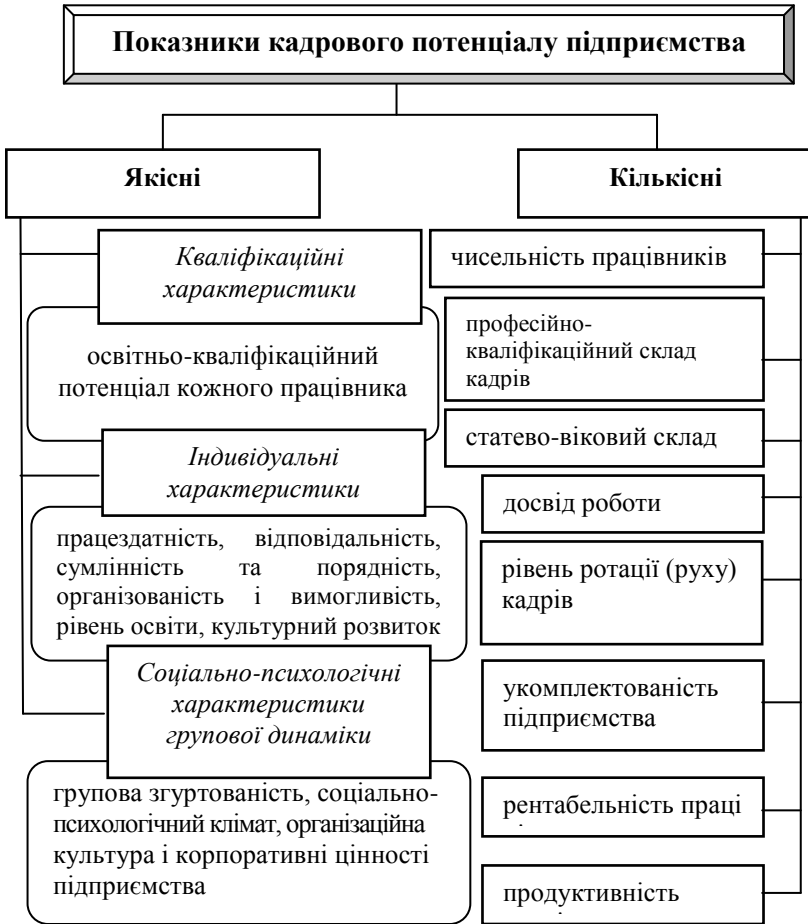 Показники кадрового потенціалу підприємства
Якісні
Кваліфікаційні
характеристики
освітньо-кваліфікаційний
потенціал кожного працівника
Індивідуальні
характеристики
працездатність, відповідальність,
сумлінність та порядність,
організованість і вимогливість,
рівень освіти, культурний розвиток
Соціально-психологічні
характеристики
групової динаміки
групова згуртованість, соціально-
психологічний клімат, організаційна
культура і корпоративні цінності
підприємства
Кількісні
чисельність працівників
професійно-
кваліфікаційний склад
кадрів
статево-віковий склад
досвід роботи
рівень ротації (руху)
кадрів
укомплектованість
підприємства
рентабельність праці
продуктивність